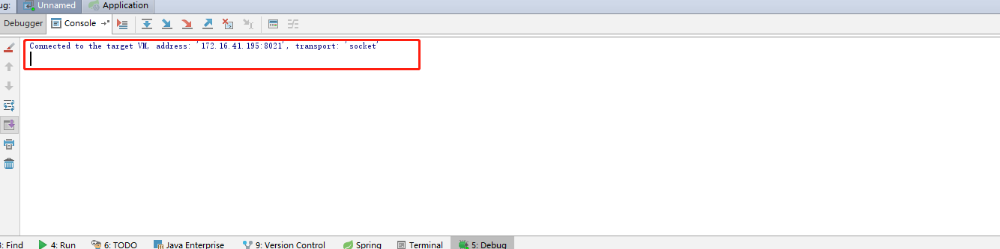 ug: Unnamed Application
Debugger Console
Connected to the target VM, address: '172.16.41.195:8021', transport: 'socket'
3: Find 4: Run 6: TODO Java Enterprise 9: Version Control Spring Terminal 5: Debug